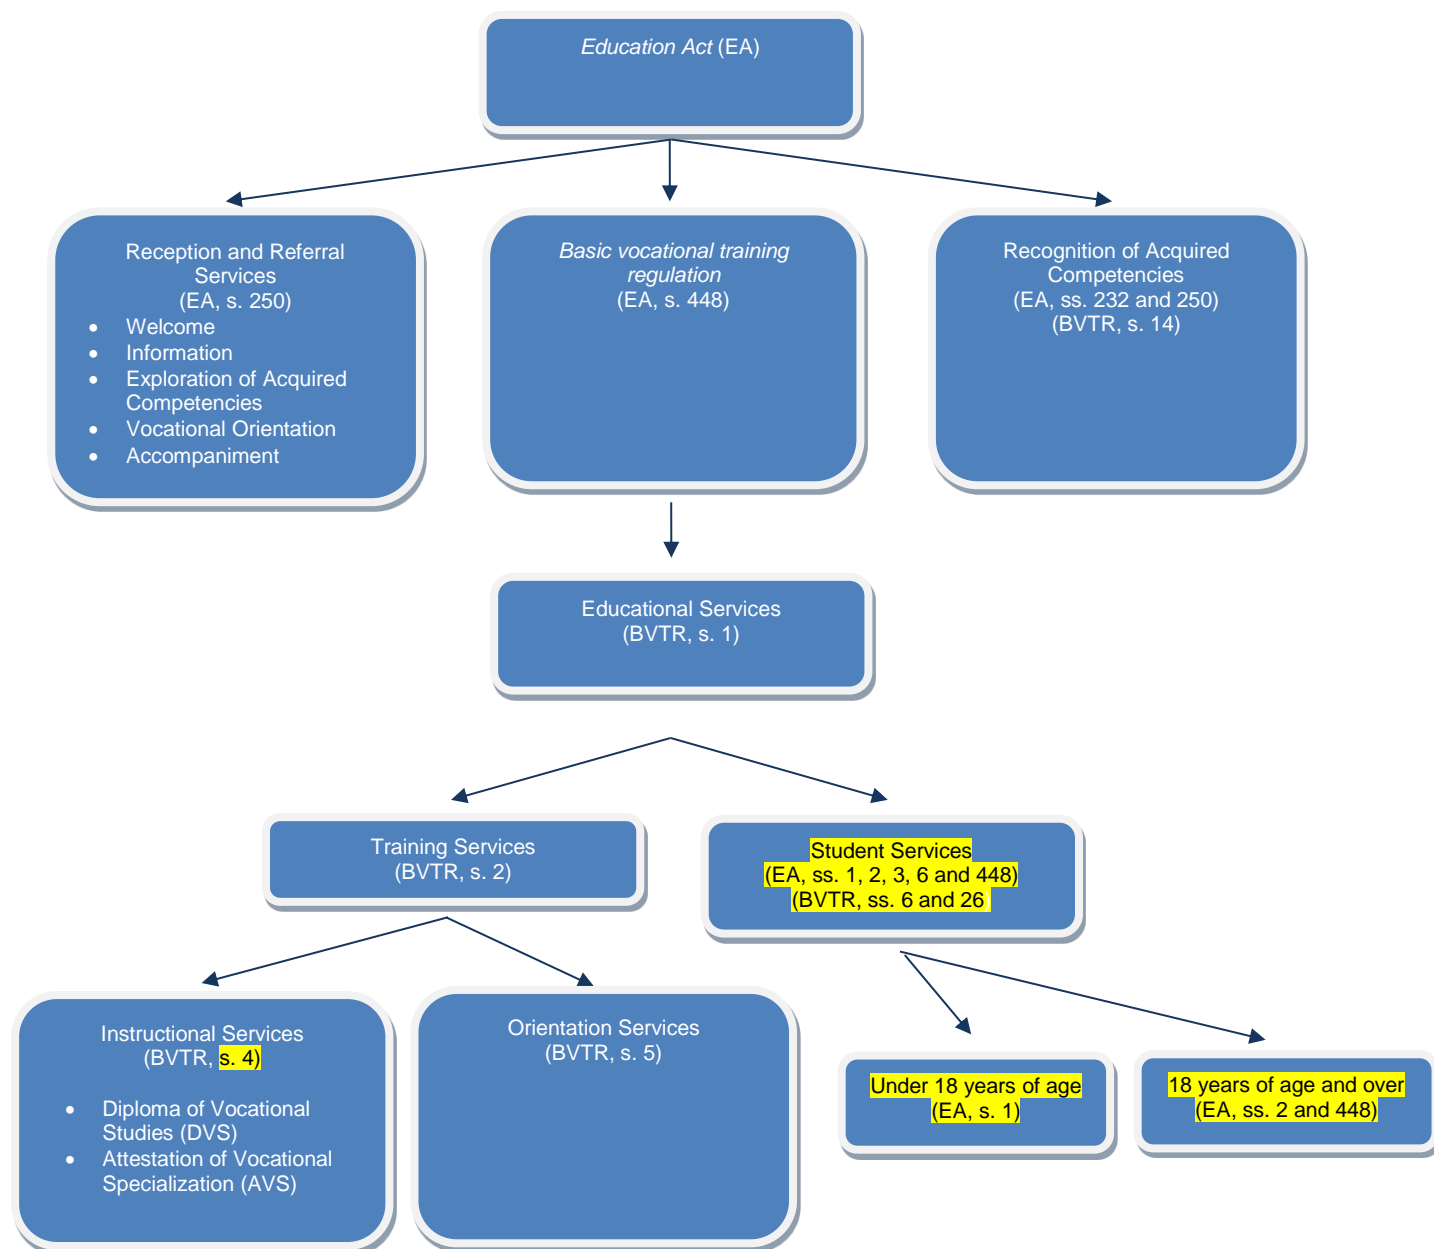 Education Act (EA)
Reception and Referral
Services
(EA, s. 250)
• Welcome
• Information
• Exploration of Acquired
Competencies
• Vocational Orientation
• Accompaniment
Basic vocational training
regulation
(EA, s. 448)
Recognition of Acquired
Competencies
(EA, ss. 232 and 250)
(BVTR, s. 14)
Educational Services
(BVTR, s. 1)
Training Services
(BVTR, s. 2)
Student Services
(EA, ss. 1, 2, 3, 6 and 448)
(BVTR, ss. 6 and 26)
Instructional Services
(BVTR, s. 4)
• Diploma of Vocational
Studies (DVS)
• Attestation of Vocational
Specialization (AVS)
Orientation Services
(BVTR, s. 5)
Under 18 years of age
(EA, s. 1)
18 years of age and over
(EA, ss. 2 and 448)